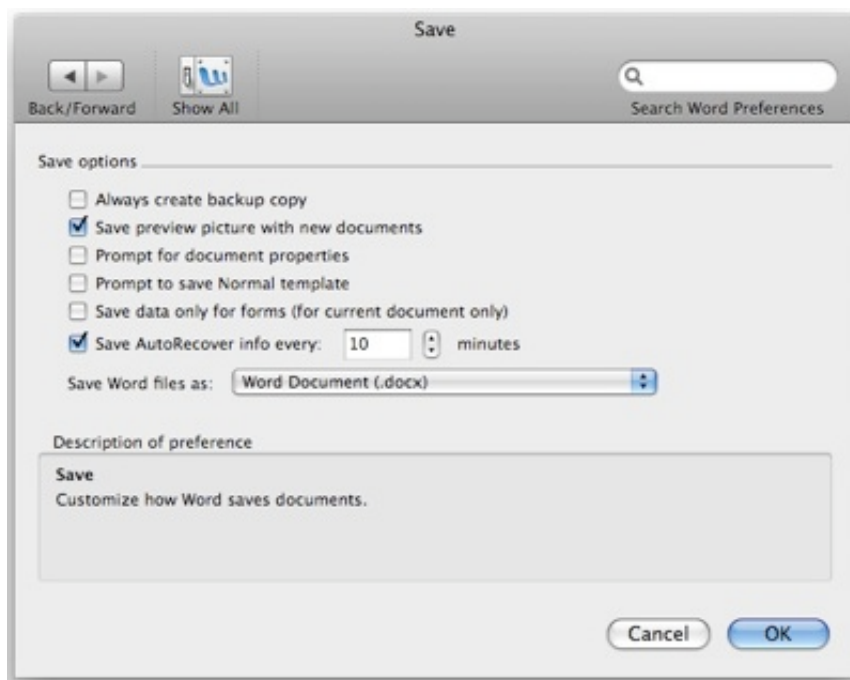 Save
Back/Forward
Show All
Search Word Preferences
Save options
Always create backup copy
Save preview picture with new documents
Prompt for document properties
Prompt to save Normal template
Save data only for forms (for current document only)
Save AutoRecover info every: 10 minutes
Save Word files as: Word Document (.docx)
Description of preference
Save
Customize how Word saves documents.
Cancel
OK